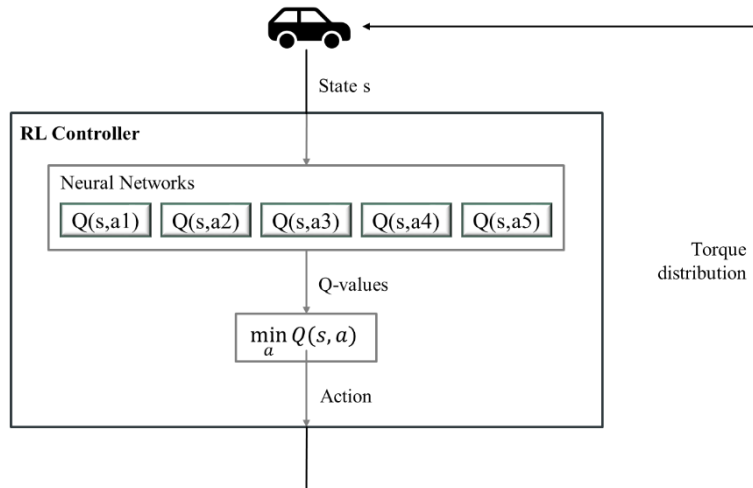 State s
RL Controller
Neural Networks
Q(s,a1) Q(s,a2) Q(s,a3) Q(s,a4) Q(s,a5)
Torque
distribution
Q-values
min Q(s, a)
a
Action